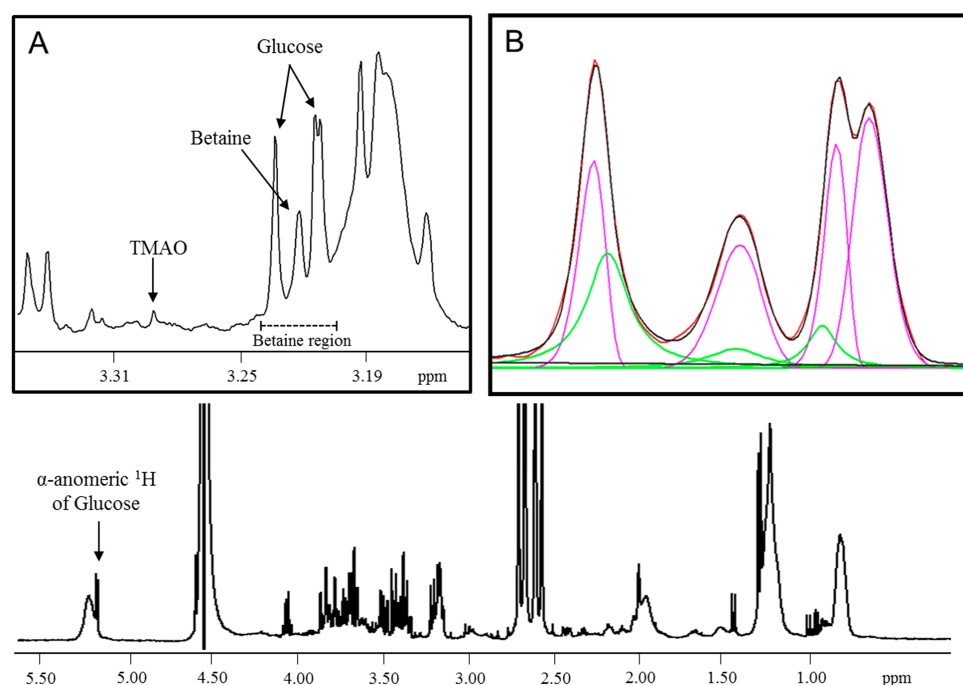 A
Glucose
Betaine
TMAO
Betaine region
3.31 3.25 3.19 ppm
B
α-anomeric ¹H
of Glucose
5.50 5.00 4.50 4.00 3.50 3.00 2.50 2.00 1.50 1.00 ppm